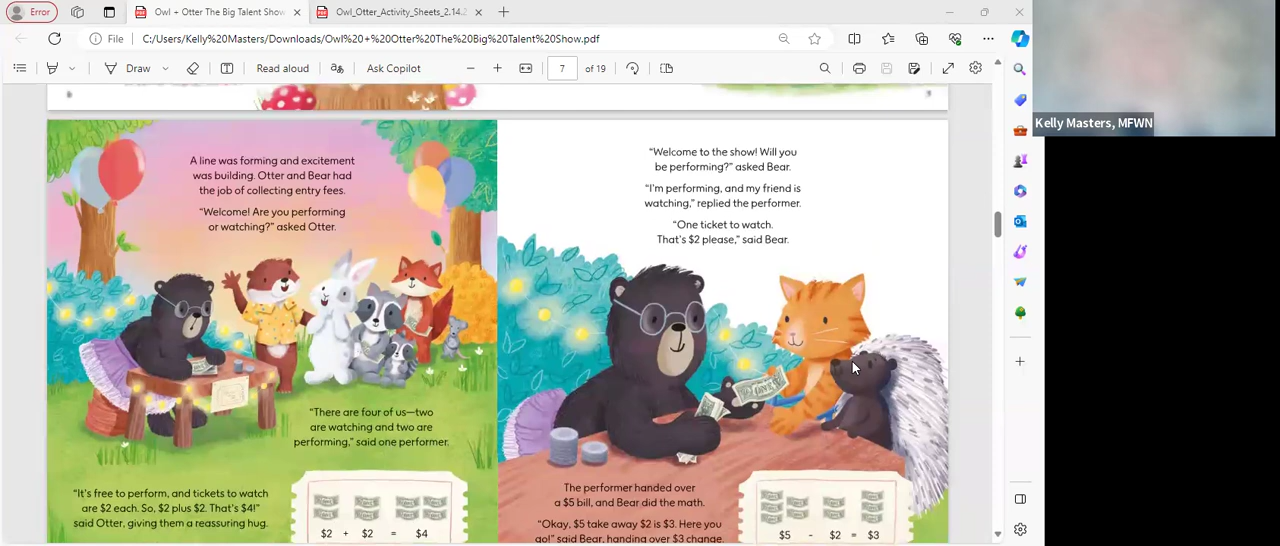 Error
Owl + Otter The Big Talent Show
Owl_Otter_Activity_Sheets_2.14.2
File
C:/Users/Kelly%20Masters/Downloads/Owl%20+%20Otter%20The%20Big%20Talent%20Show.pdf
Draw
Read aloud
Ask Copilot
7
of 19
Kelly Masters, MFWN
A line was forming and excitement
was building. Otter and Bear had
the job of collecting entry fees.
“Welcome! Are you performing
or watching?” asked Otter.
“There are four of us—two
are watching and two are
performing,” said one performer.
“It’s free to perform, and tickets to watch
are $2 each. So, $2 plus $2. That’s $4!”
said Otter, giving them a reassuring hug.
$2 + $2 = $4
“Welcome to the show! Will you
be performing?” asked Bear.
“I’m performing, and my friend is
watching,” replied the performer.
“One ticket to watch.
That’s $2 please,” said Bear.
The performer handed over
a $5 bill, and Bear did the math.
“Okay, $5 take away $2 is $3. Here you
go!” said Bear, handing over $3 change.
$5 - $2 = $3